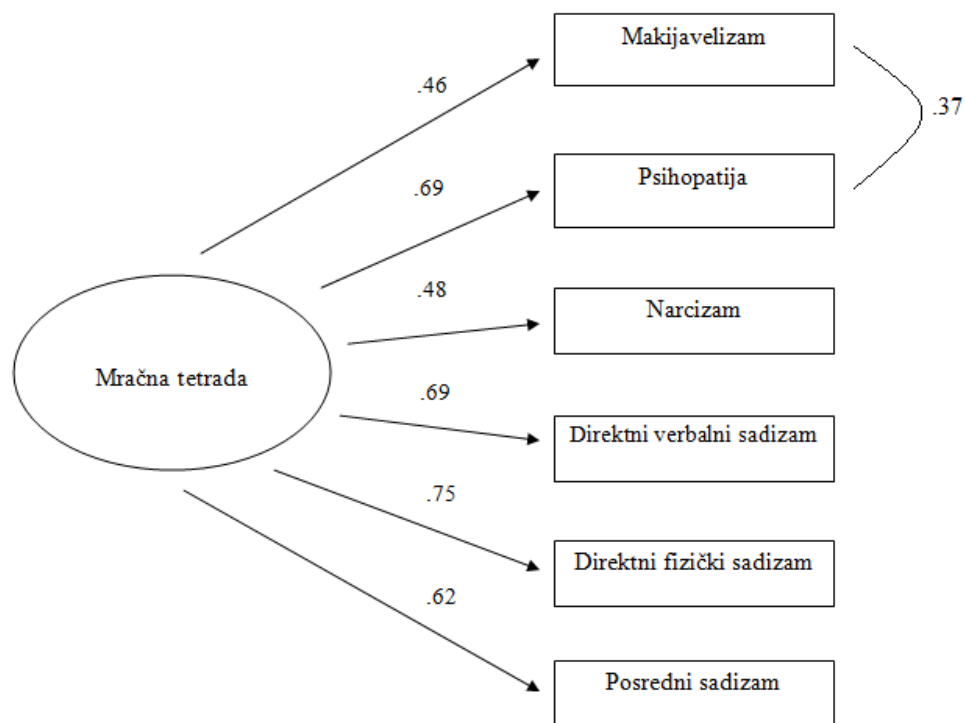 Makijavelizam
.46
.37
Psihopatija
.69
.48
Narcizam
Mračna tetrada
.69
Direktni verbalni sadizam
.75
Direktni fizički sadizam
.62
Posredni sadizam